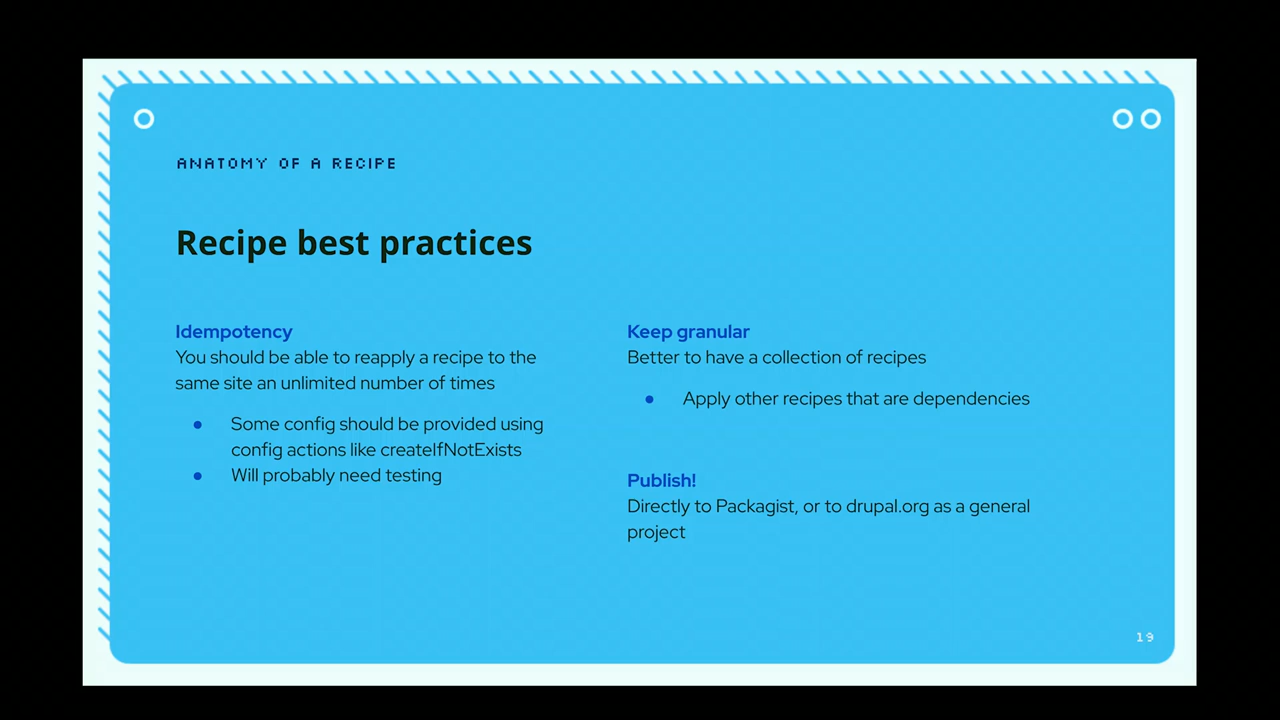 ANATOMY OF A RECIPE
Recipe best practices
Idempotency
You should be able to reapply a recipe to the
same site an unlimited number of times
● Some config should be provided using
config actions like createIfNotExists
● Will probably need testing
Keep granular
Better to have a collection of recipes
● Apply other recipes that are dependencies
Publish!
Directly to Packagist, or to drupal.org as a general
project
19